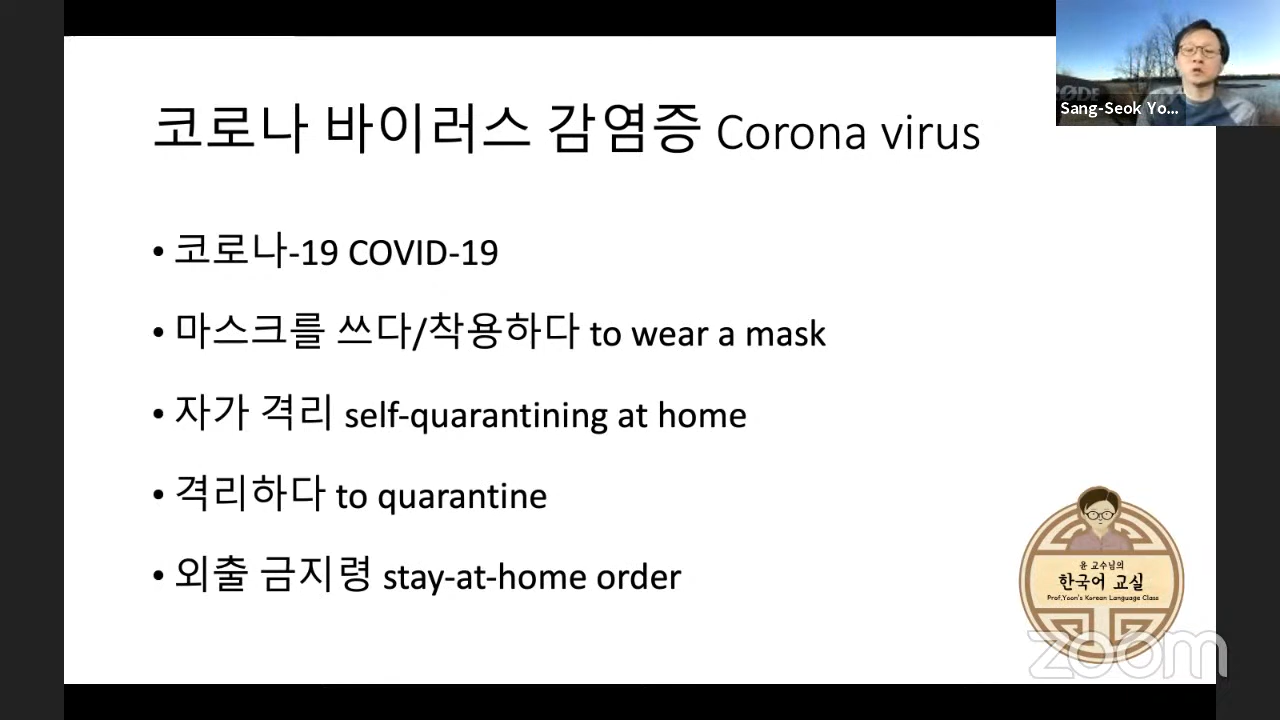 코로나 바이러스 감염증 Corona virus
• 코로나-19 COVID-19
• 마스크를 쓰다/착용하다 to wear a mask
• 자가 격리 self-quarantining at home
• 격리하다 to quarantine
• 외출 금지령 stay-at-home order
Sang-Seok Yo...
윤 교수님의
한국어 교실
Prof.Yoon's Korean Language Class
zoom